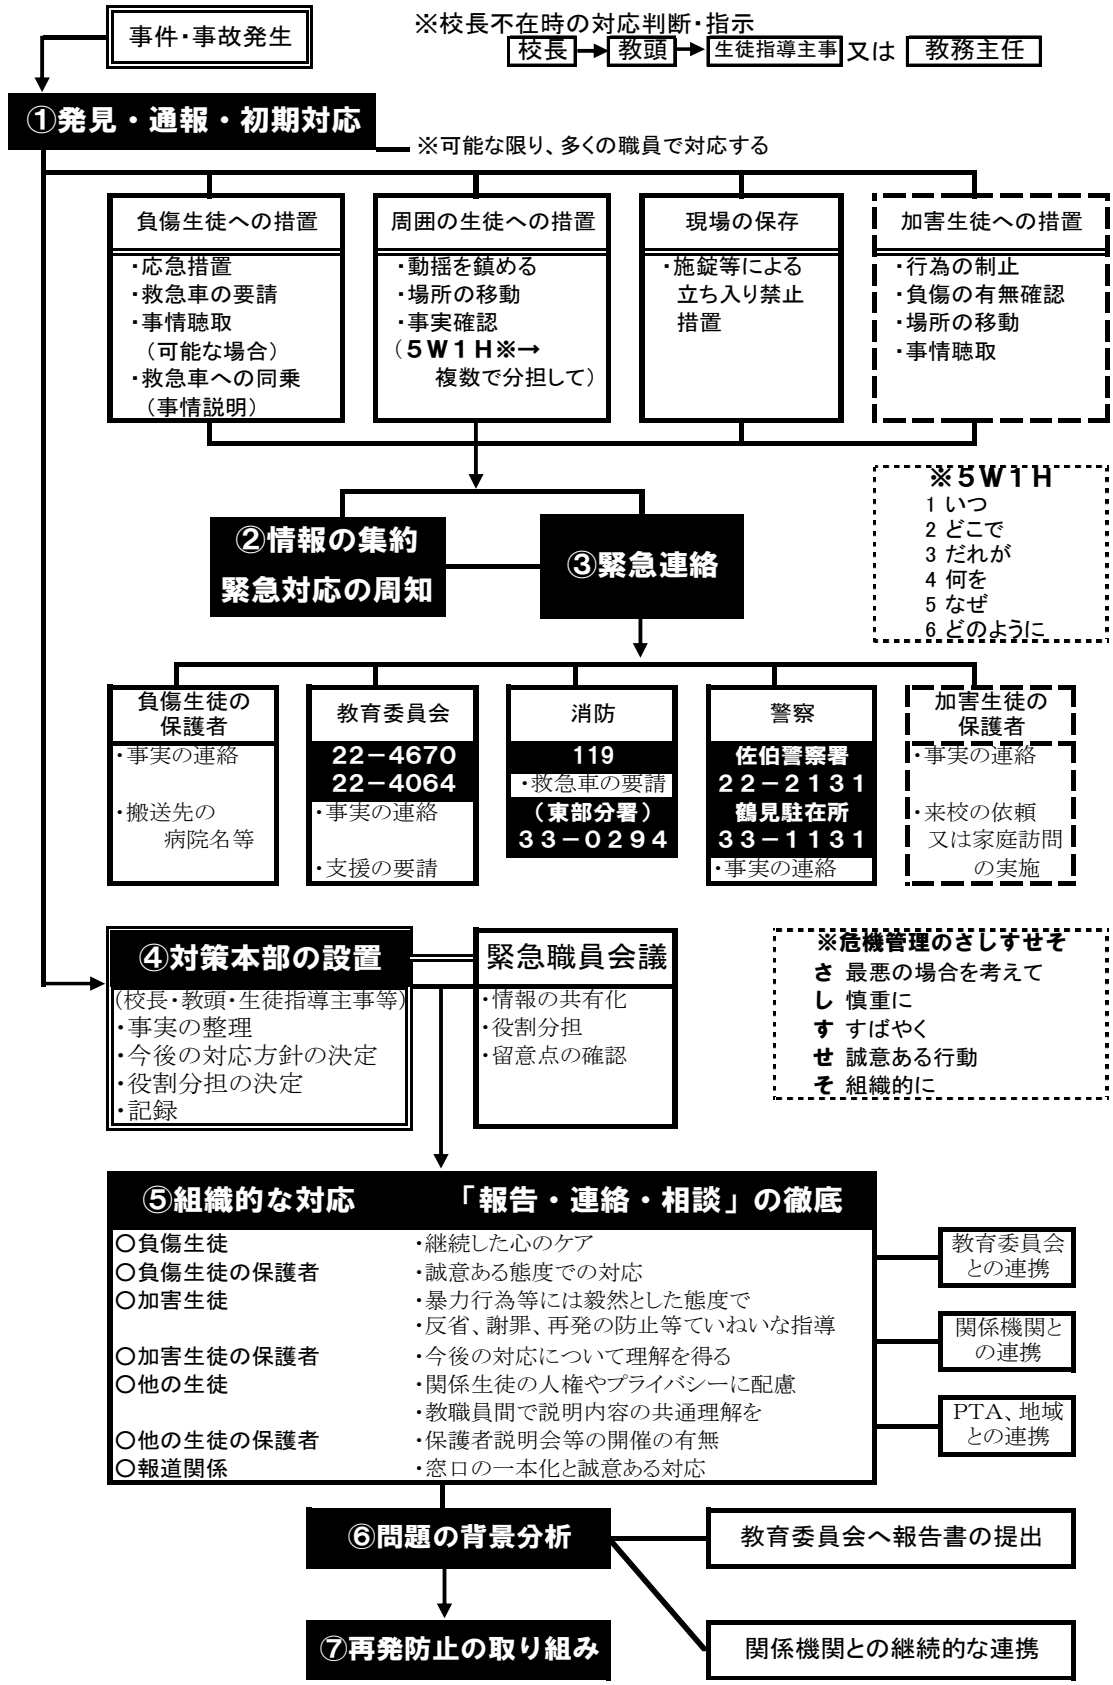 事件・事故発生
※校長不在時の対応判断・指示
校長 教頭 生徒指導主事 又は 教務主任
①発見・通報・初期対応
※可能な限り、多くの職員で対応する
負傷生徒への措置
・応急措置
・救急車の要請
・事情聴取
（可能な場合）
・救急車への同乗
（事情説明）
周囲の生徒への措置
・動揺を鎮める
・場所の移動
・事実確認
（５Ｗ１Ｈ※→
複数で分担して）
現場の保存
・施錠等による
立ち入り禁止
措置
加害生徒への措置
・行為の制止
・負傷の有無確認
・場所の移動
・事情聴取
※５Ｗ１Ｈ
1 いつ
2 どこで
3 だれが
4 何を
5 なぜ
6 どのように
②情報の集約
緊急対応の周知
③緊急連絡
負傷生徒の
保護者
・事実の連絡
・搬送先の
病院名等
教育委員会
22－4670
22－4064
・事実の連絡
・支援の要請
消防
119
・救急車の要請
（東部分署）
３３－０２９４
警察
佐伯警察署
２２－２１３１
鶴見駐在所
３３－１１３１
・事実の連絡
加害生徒の
保護者
・事実の連絡
・来校の依頼
又は家庭訪問
の実施
④対策本部の設置
(校長・教頭・生徒指導主事等)
・事実の整理
・今後の対応方針の決定
・役割分担の決定
・記録
緊急職員会議
・情報の共有化
・役割分担
・留意点の確認
※危機管理のさしすせそ
さ 最悪の場合を考えて
し 慎重に
す すばやく
せ 誠意ある行動
そ 組織的に
⑤組織的な対応 「報告・連絡・相談」の徹底
○負傷生徒 ・継続した心のケア
○負傷生徒の保護者 ・誠意ある態度での対応
○加害生徒 ・暴力行為等には毅然とした態度で
・反省、謝罪、再発の防止等ていねいな指導
○加害生徒の保護者 ・今後の対応について理解を得る
○他の生徒 ・関係生徒の人権やプライバシーに配慮
・教職員間で説明内容の共通理解を
○他の生徒の保護者 ・保護者説明会等の開催の有無
○報道関係 ・窓口の一本化と誠意ある対応
教育委員会
との連携
関係機関と
の連携
PTA、地域
との連携
⑥問題の背景分析
教育委員会へ報告書の提出
⑦再発防止の取り組み
関係機関との継続的な連携